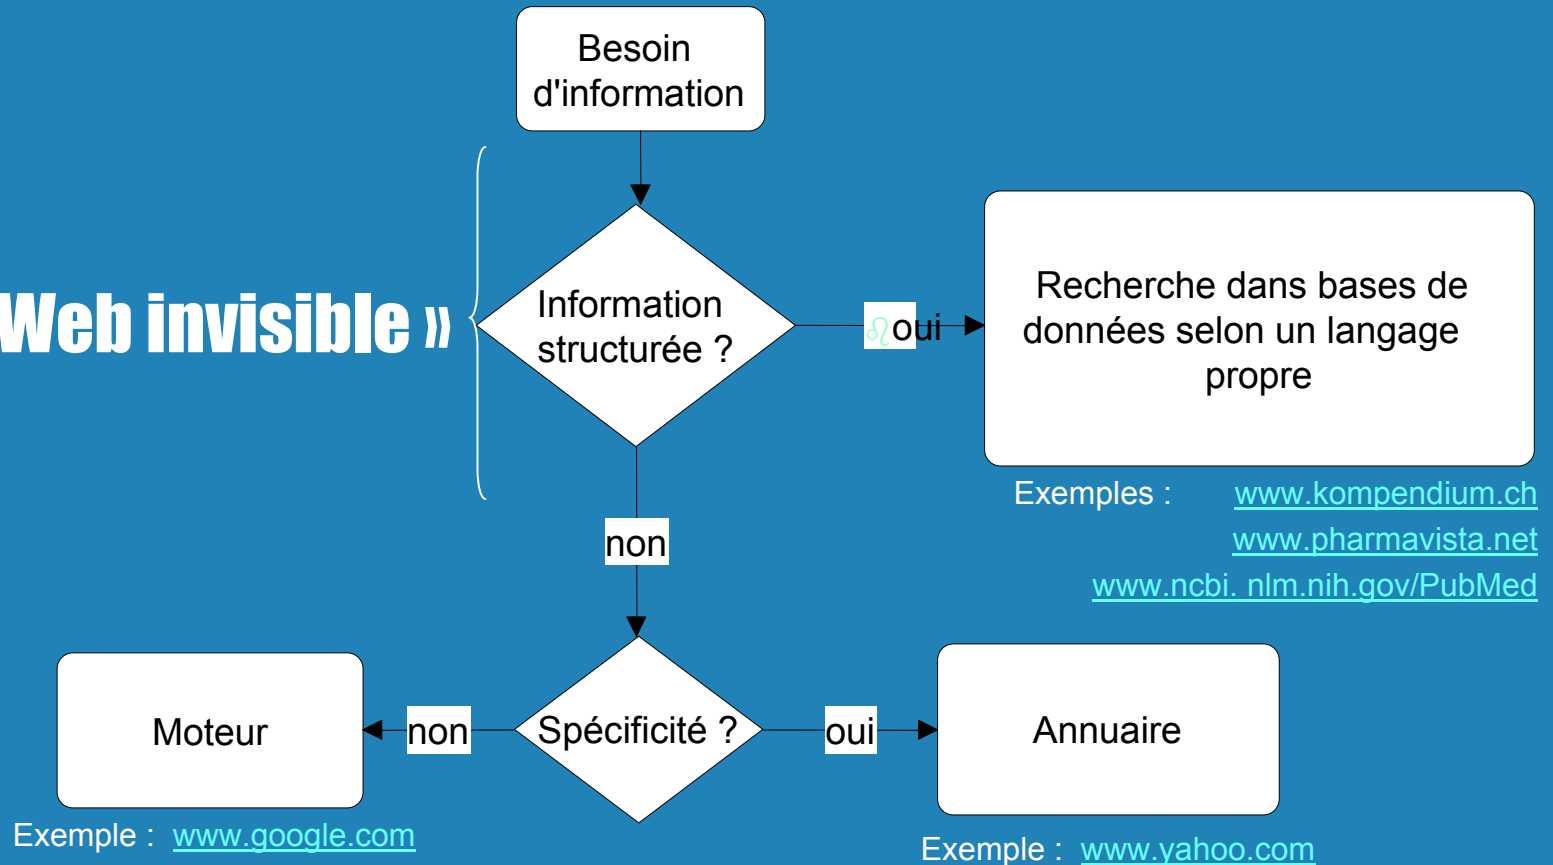 Besoin
d'information
Web invisible »
Information
structurée ?
♌oui
Recherche dans bases de
données selon un langage
propre
Exemples : www.kompendium.ch
www.pharmavista.net
www.ncbi. nlm.nih.gov/PubMed
non
Moteur
non
Spécificité ?
oui
Annuaire
Exemple : www.google.com
Exemple : www.yahoo.com